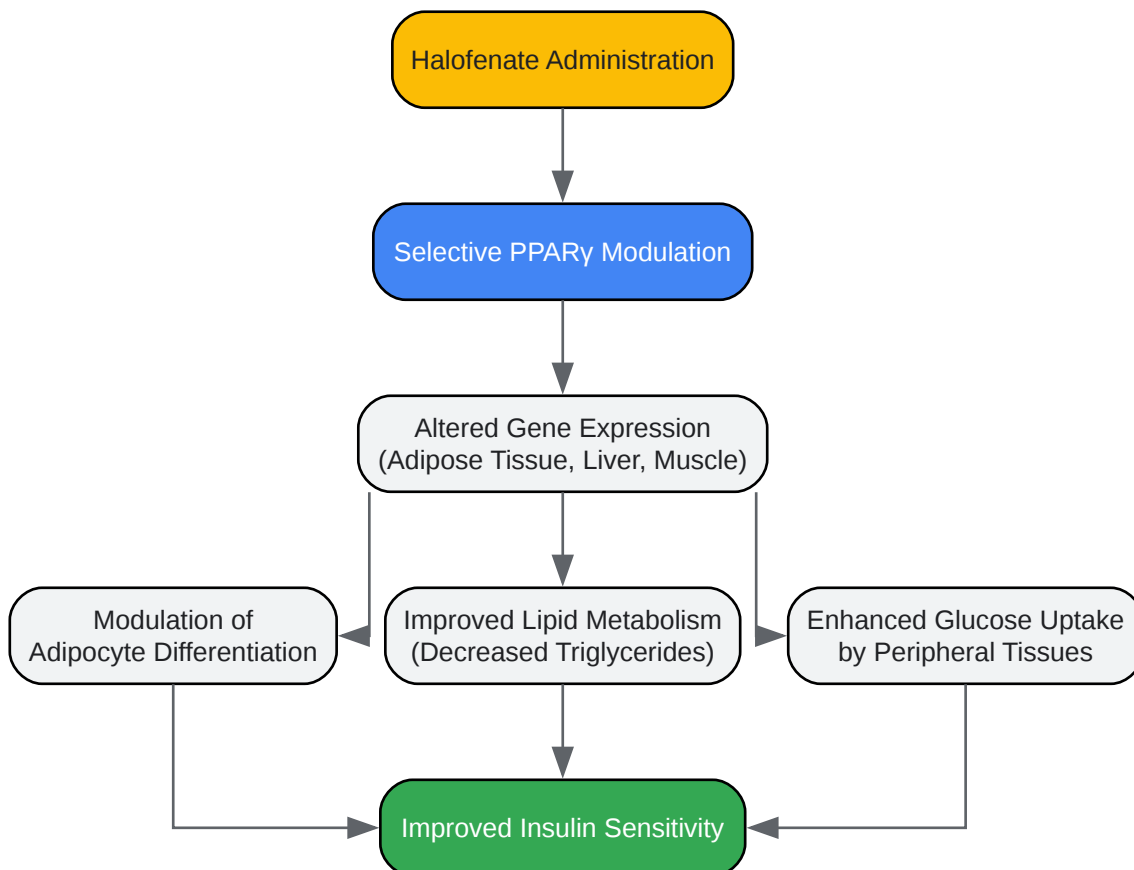 Halofenate Administration
Selective PPARγ Modulation
Altered Gene Expression
(Adipose Tissue, Liver, Muscle)
Modulation of
Adipocyte Differentiation
Improved Lipid Metabolism
(Decreased Triglycerides)
Enhanced Glucose Uptake
by Peripheral Tissues
Improved Insulin Sensitivity